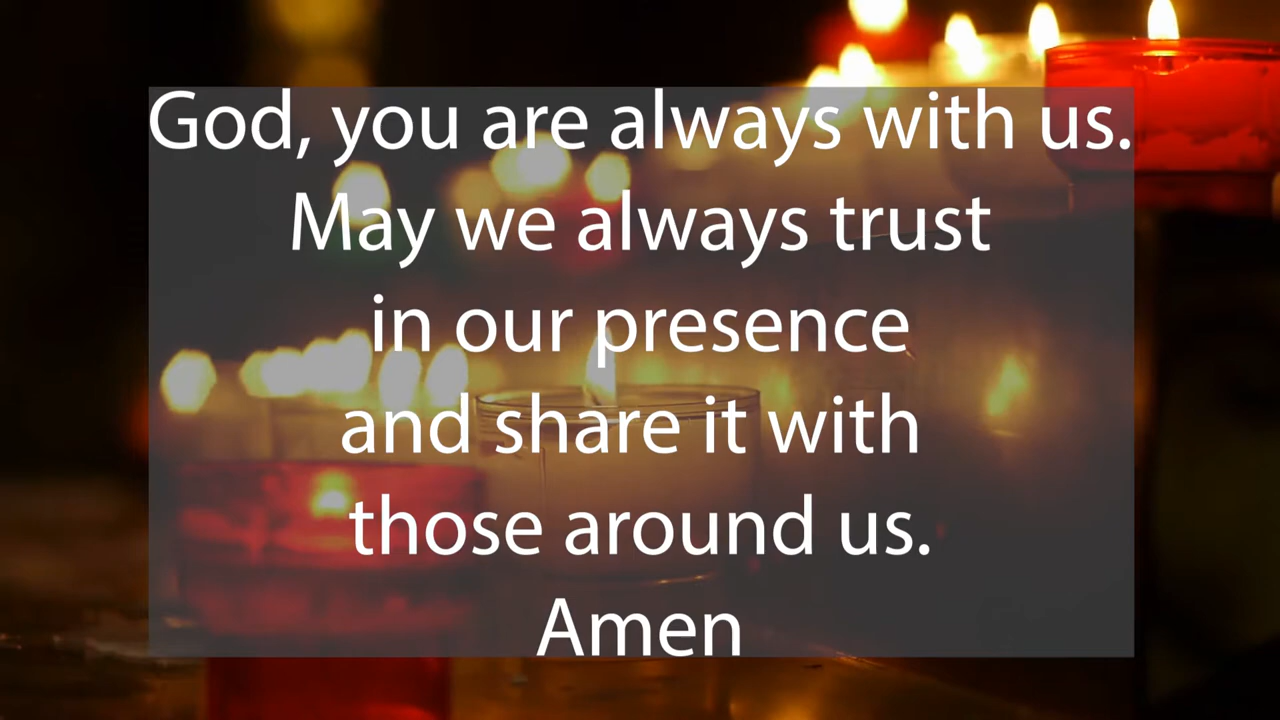 God, you are always with us.
May we always trust
in our presence
and share it with
those around us.
Amen